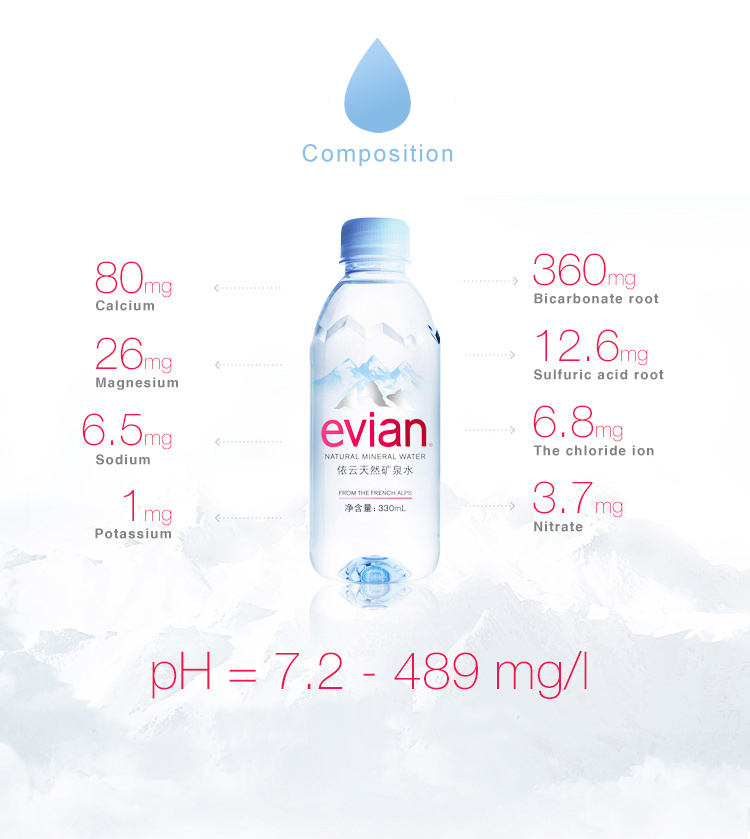 Composition
80mg
Calcium
26mg
Magnesium
6.5mg
Sodium
1mg
Potassium
evian®
NATURAL MINERAL WATER
依云天然矿泉水
FROM THE FRENCH ALPS
净含量: 330mL
360mg
Bicarbonate root
12.6mg
Sulfuric acid root
6.8mg
The chloride ion
3.7mg
Nitrate
pH = 7.2 - 489 mg/l